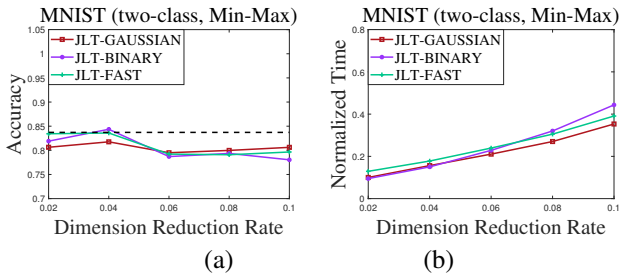 MNIST (two-class, Min-Max)
JLT-GAUSSIAN
JLT-BINARY
JLT-FAST
Accuracy
1.05
1
0.95
0.9
0.85
0.8
0.75
0.7
0.02
0.04
0.06
0.08
0.1
Dimension Reduction Rate
(a)
MNIST (two-class, Min-Max)
JLT-GAUSSIAN
JLT-BINARY
JLT-FAST
Normalized Time
0.8
0.6
0.4
0.2
0
0.02
0.04
0.06
0.08
0.1
Dimension Reduction Rate
(b)